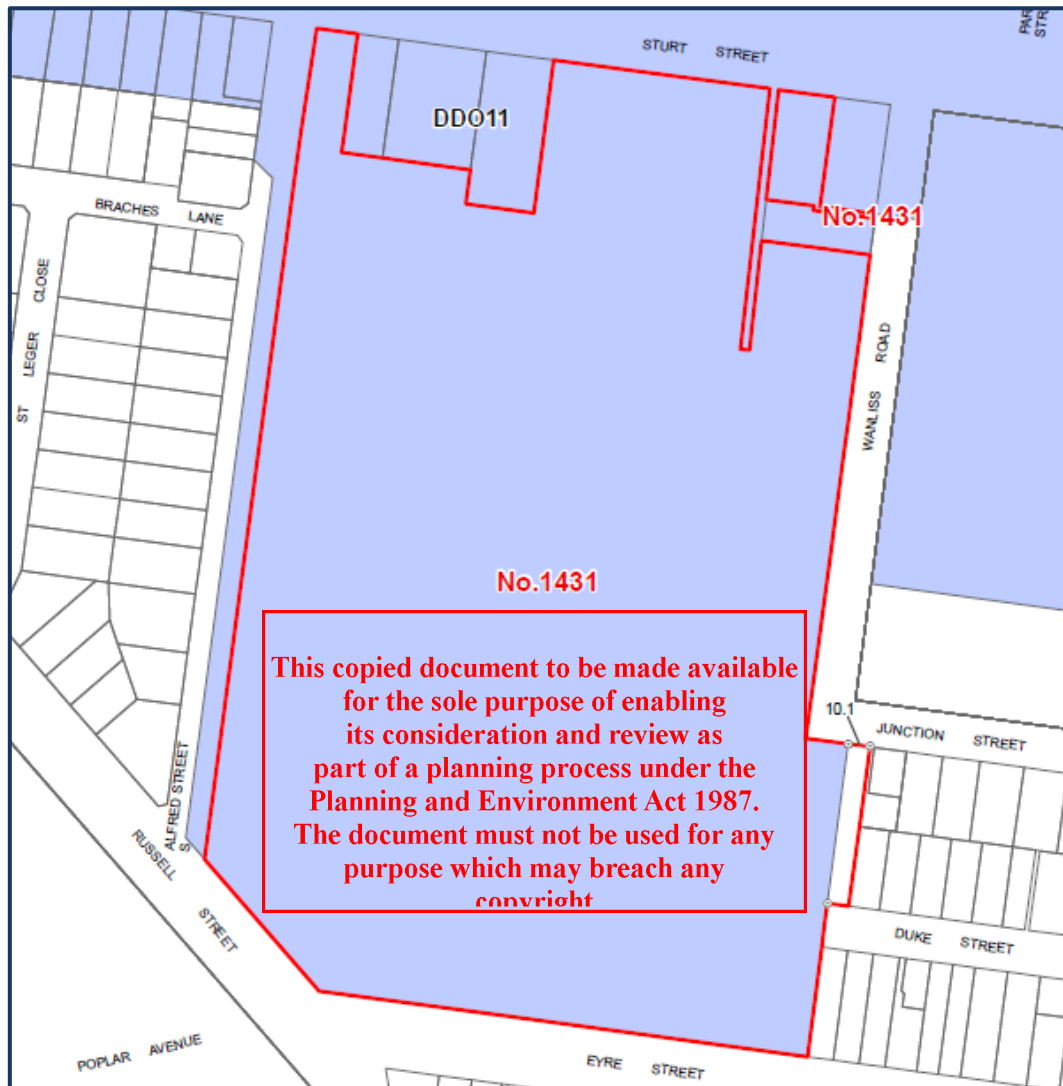 PAR
STR
STURT STREET
DDO11
BRACHES LANE
No.1431
ST LEGER CLOSE
WANLISS ROAD
No.1431
This copied document to be made available
for the sole purpose of enabling
its consideration and review as
part of a planning process under the
Planning and Environment Act 1987.
The document must not be used for any
purpose which may breach any
copyright
10.1
JUNCTION STREET
ALFRED STREET
S
RUSSELL STREET
DUKE STREET
POPLAR AVENUE
EYRE STREET